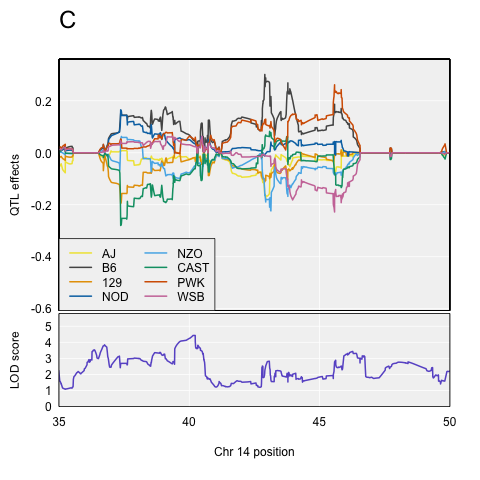 C
0.2
0.0
-0.2
-0.4
-0.6
QTL effects
AJ
B6
129
NOD
NZO
CAST
PWK
WSB
5
4
3
2
1
0
LOD score
35 40 45 50
Chr 14 position